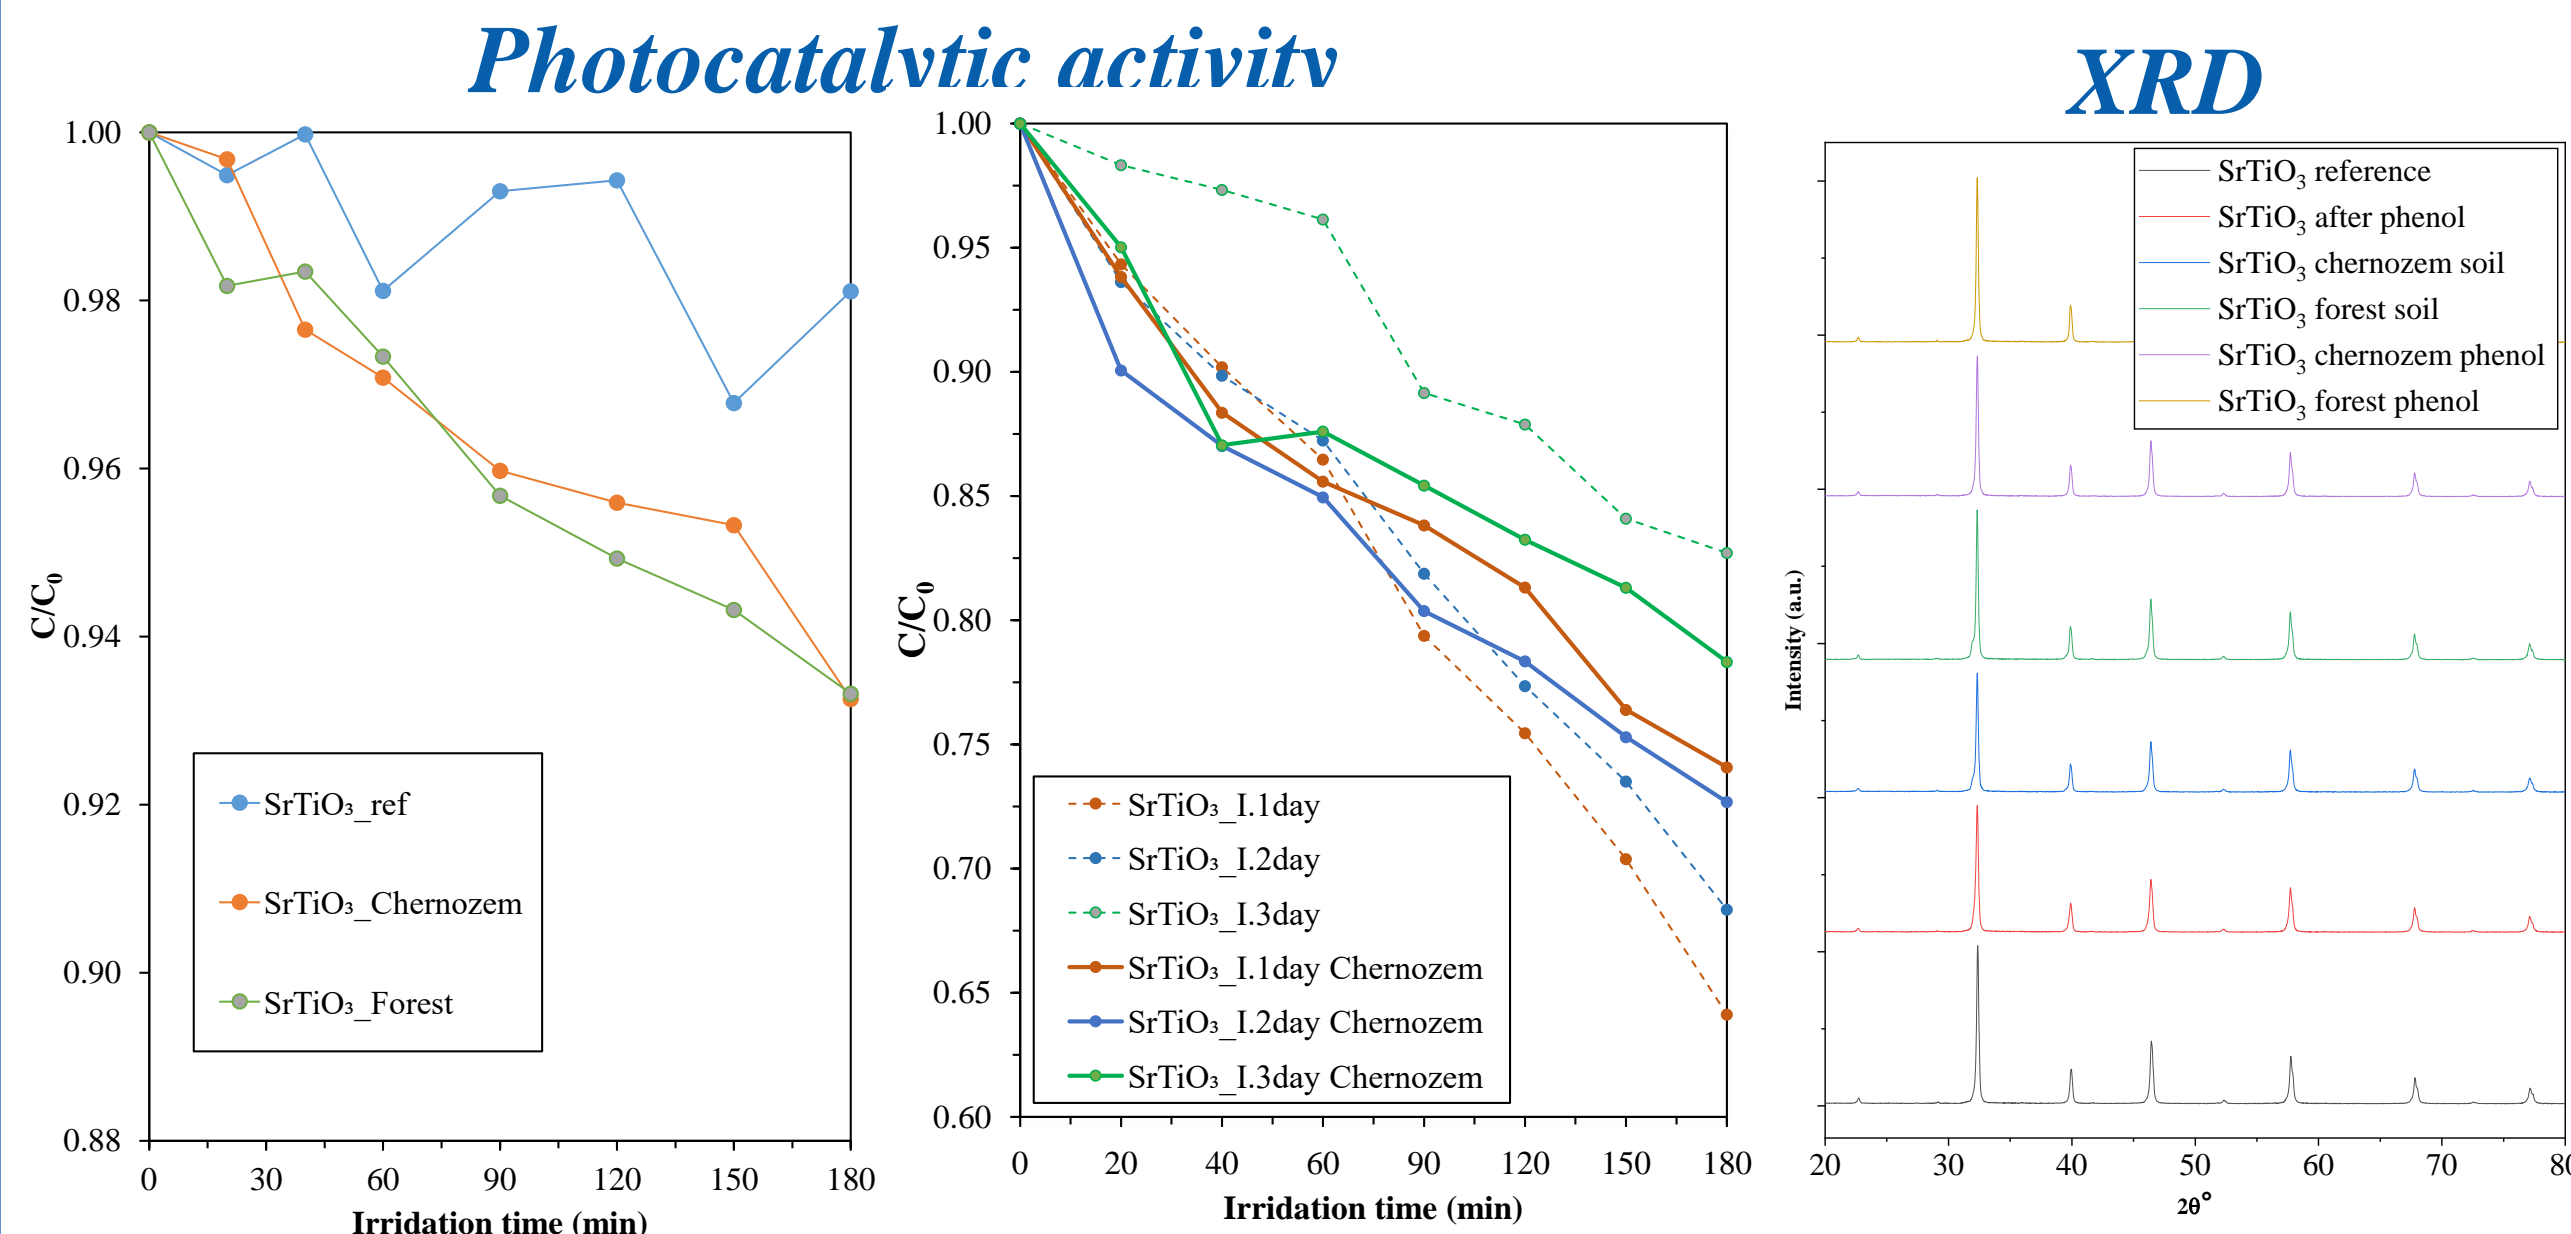 Photocatalytic activity
XRD
1.00
0.98
0.96
0.94
0.92
0.90
0.88
C/C₀
0 30 60 90 120 150 180
Irridation time (min)
SrTiO₃_ref
SrTiO₃_Chernozem
SrTiO₃_Forest
1.00
0.95
0.90
0.85
0.80
0.75
0.70
0.65
0.60
C/C₀
0 20 40 60 90 120 150 180
Irridation time (min)
SrTiO₃_I.1day
SrTiO₃_I.2day
SrTiO₃_I.3day
SrTiO₃_I.1day Chernozem
SrTiO₃_I.2day Chernozem
SrTiO₃_I.3day Chernozem
SrTiO₃ reference
SrTiO₃ after phenol
SrTiO₃ chernozem soil
SrTiO₃ forest soil
SrTiO₃ chernozem phenol
SrTiO₃ forest phenol
Intensity (a.u.)
20 30 40 50 60 70 80
2θ°